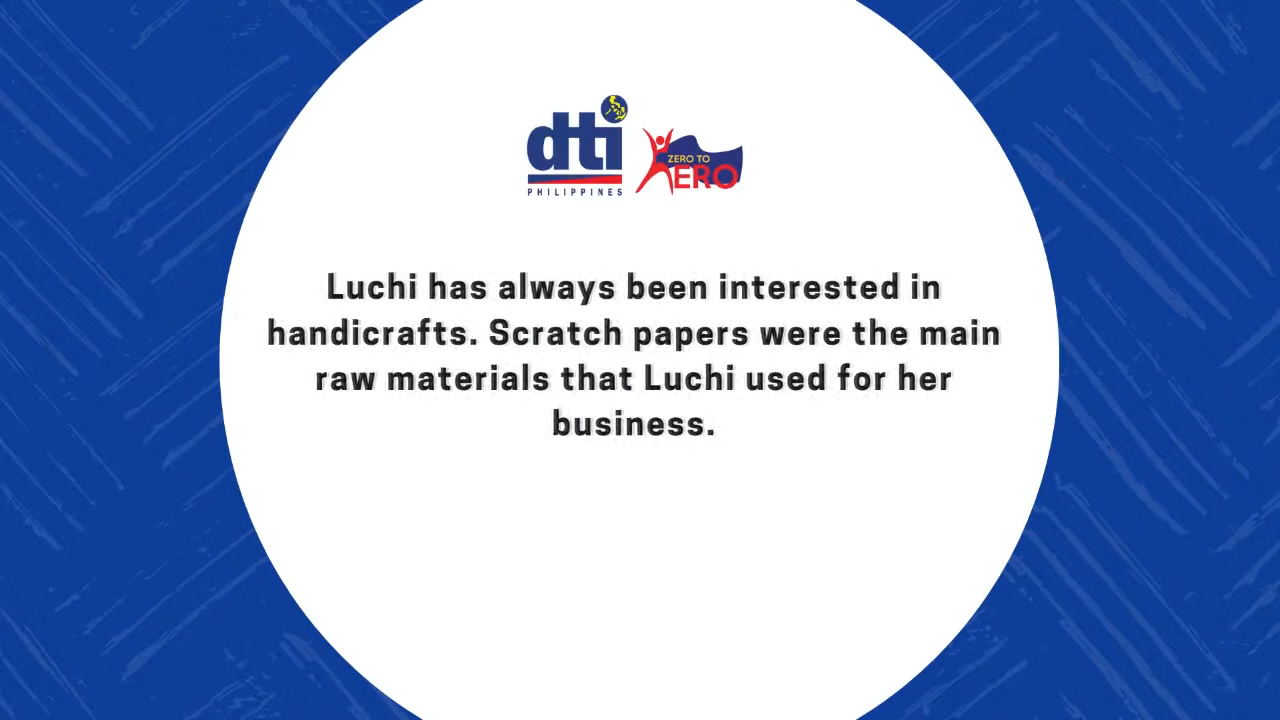 dti
PHILIPPINES
ZERO TO
HERO
Luchi has always been interested in
handicrafts. Scratch papers were the main
raw materials that Luchi used for her
business.